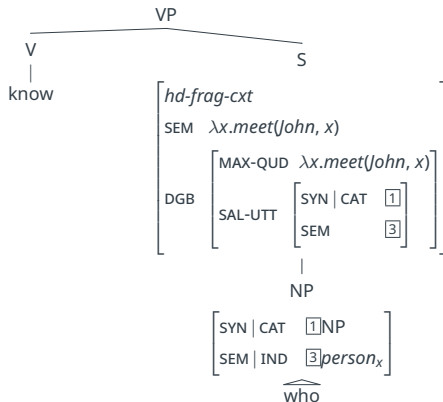 VP
V
S
know
hd-frag-cxt
SEM λx.meet(John, x)
MAX-QUD λx.meet(John, x)
DGB
SAL-UTT
SYN | CAT 1
SEM 3
NP
SYN | CAT 1NP
SEM | IND 3personₓ
who